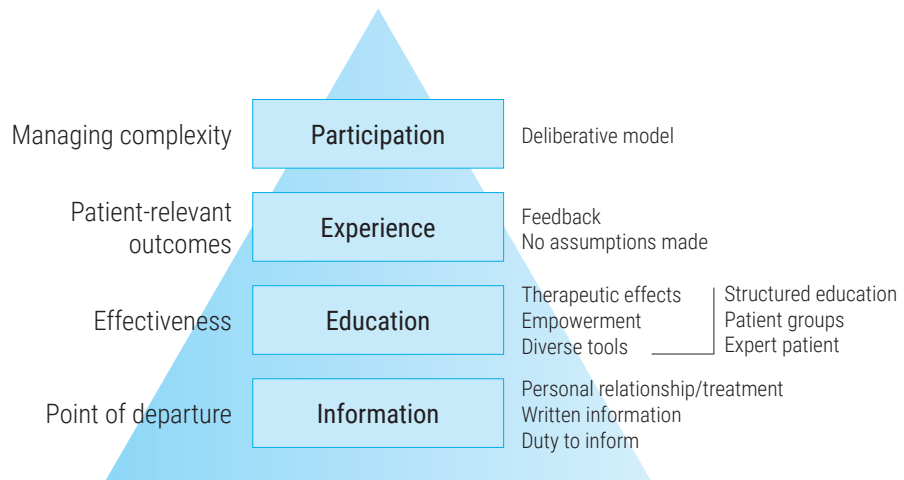 Managing complexity
Participation
Deliberative model
Patient-relevant
outcomes
Experience
Feedback
No assumptions made
Effectiveness
Education
Therapeutic effects
Empowerment
Diverse tools
Structured education
Patient groups
Expert patient
Point of departure
Information
Personal relationship/treatment
Written information
Duty to inform